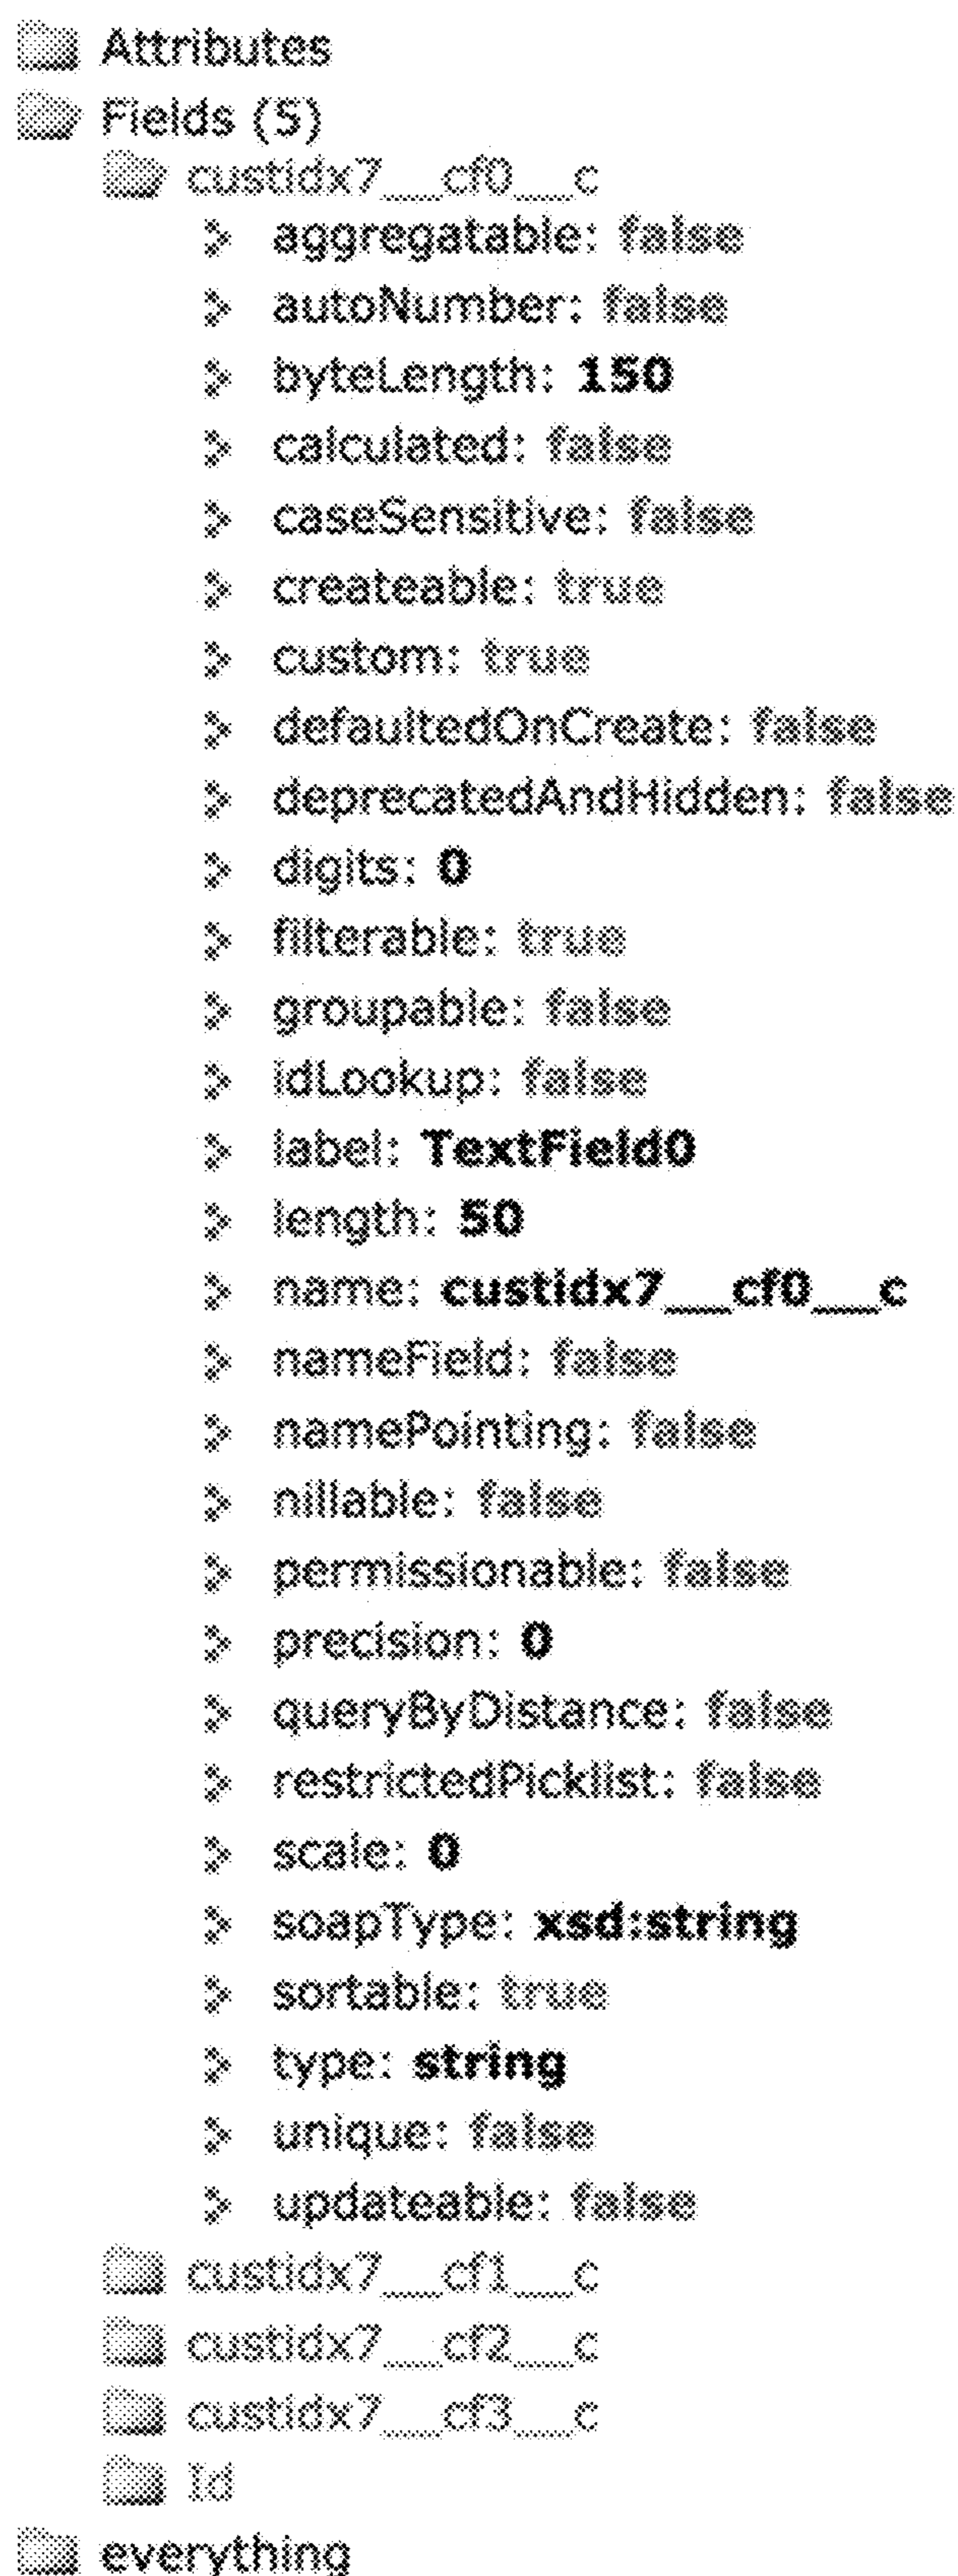 Attributes
Fields (5)
custidx7__cf0__c
aggregatable: false
autoNumber: false
byteLength: 150
calculated: false
caseSensitive: false
createable: true
custom: true
defaultedOnCreate: false
deprecatedAndHidden: false
digits: 0
filterable: true
groupable: false
idLookup: false
label: TextField0
length: 50
name: custidx7__cf0__c
nameField: false
namePointing: false
nillable: false
permissionable: false
precision: 0
queryByDistance: false
restrictedPicklist: false
scale: 0
soapType: xsd:string
sortable: true
type: string
unique: false
updateable: false
custidx7__cf1__c
custidx7__cf2__c
custidx7__cf3__c
Id
everything